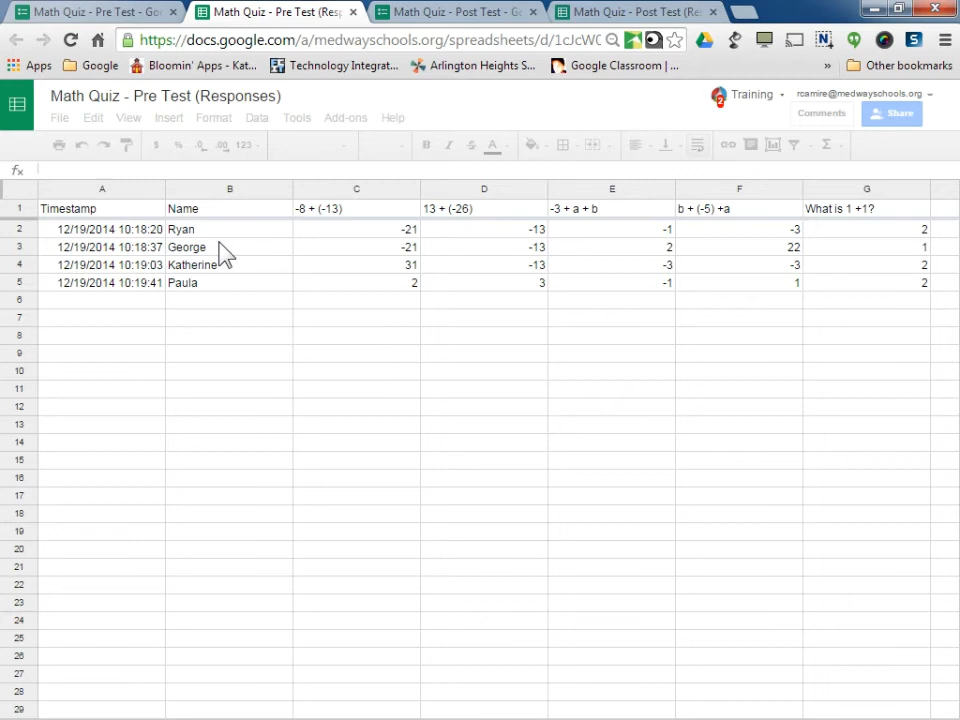 Math Quiz - Pre Test - Goo
Math Quiz - Pre Test (Resp
Math Quiz - Post Test - Go
Math Quiz - Post Test (Re
https://docs.google.com/a/medwayschools.org/spreadsheets/d/1cJcW0
Apps Google Bloomin' Apps - Kat... Technology Integrat... Arlington Heights S... Google Classroom | ... » Other bookmarks
Math Quiz - Pre Test (Responses)
2 Training rcamire@medwayschools.org
File Edit View Insert Format Data Tools Add-ons Help
Comments Share
$ % .0 .00 123 B I S A Σ
fx
A B C D E F G
1 Timestamp Name -8 + (-13) 13 + (-26) -3 + a + b b + (-5) +a What is 1 +1?
2 12/19/2014 10:18:20 Ryan -21 -13 -1 -3 2
3 12/19/2014 10:18:37 George -21 -13 2 22 1
4 12/19/2014 10:19:03 Katherine 31 -13 -3 -3 2
5 12/19/2014 10:19:41 Paula 2 3 -1 1 2
6
7
8
9
10
11
12
13
14
15
16
17
18
19
20
21
22
23
24
25
26
27
28
29